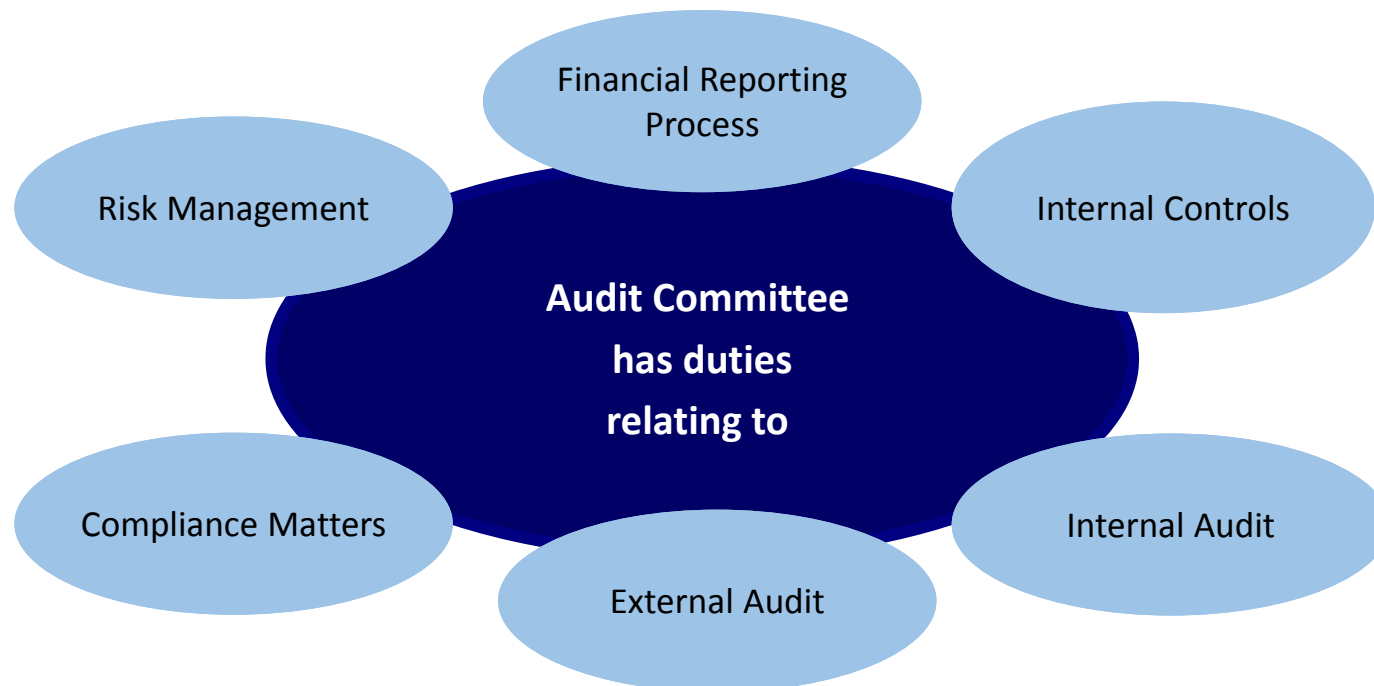 Financial Reporting
Process
Risk Management
Internal Controls
Audit Committee
has duties
relating to
Compliance Matters
Internal Audit
External Audit